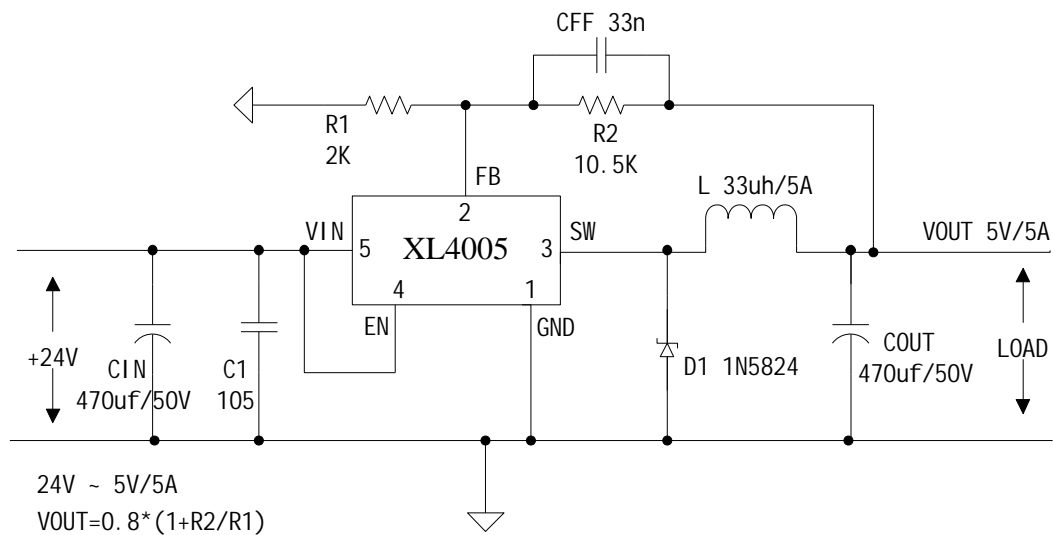 CFF 33n
R1
2K
R2
10.5K
FB
L 33uh/5A
VIN
2
SW
VOUT 5V/5A
5
XL4005
3
4
1
EN
GND
+24V
CIN
470uf/50V
C1
105
D1 1N5824
COUT
470uf/50V
LOAD
24V ~ 5V/5A
VOUT=0.8*(1+R2/R1)